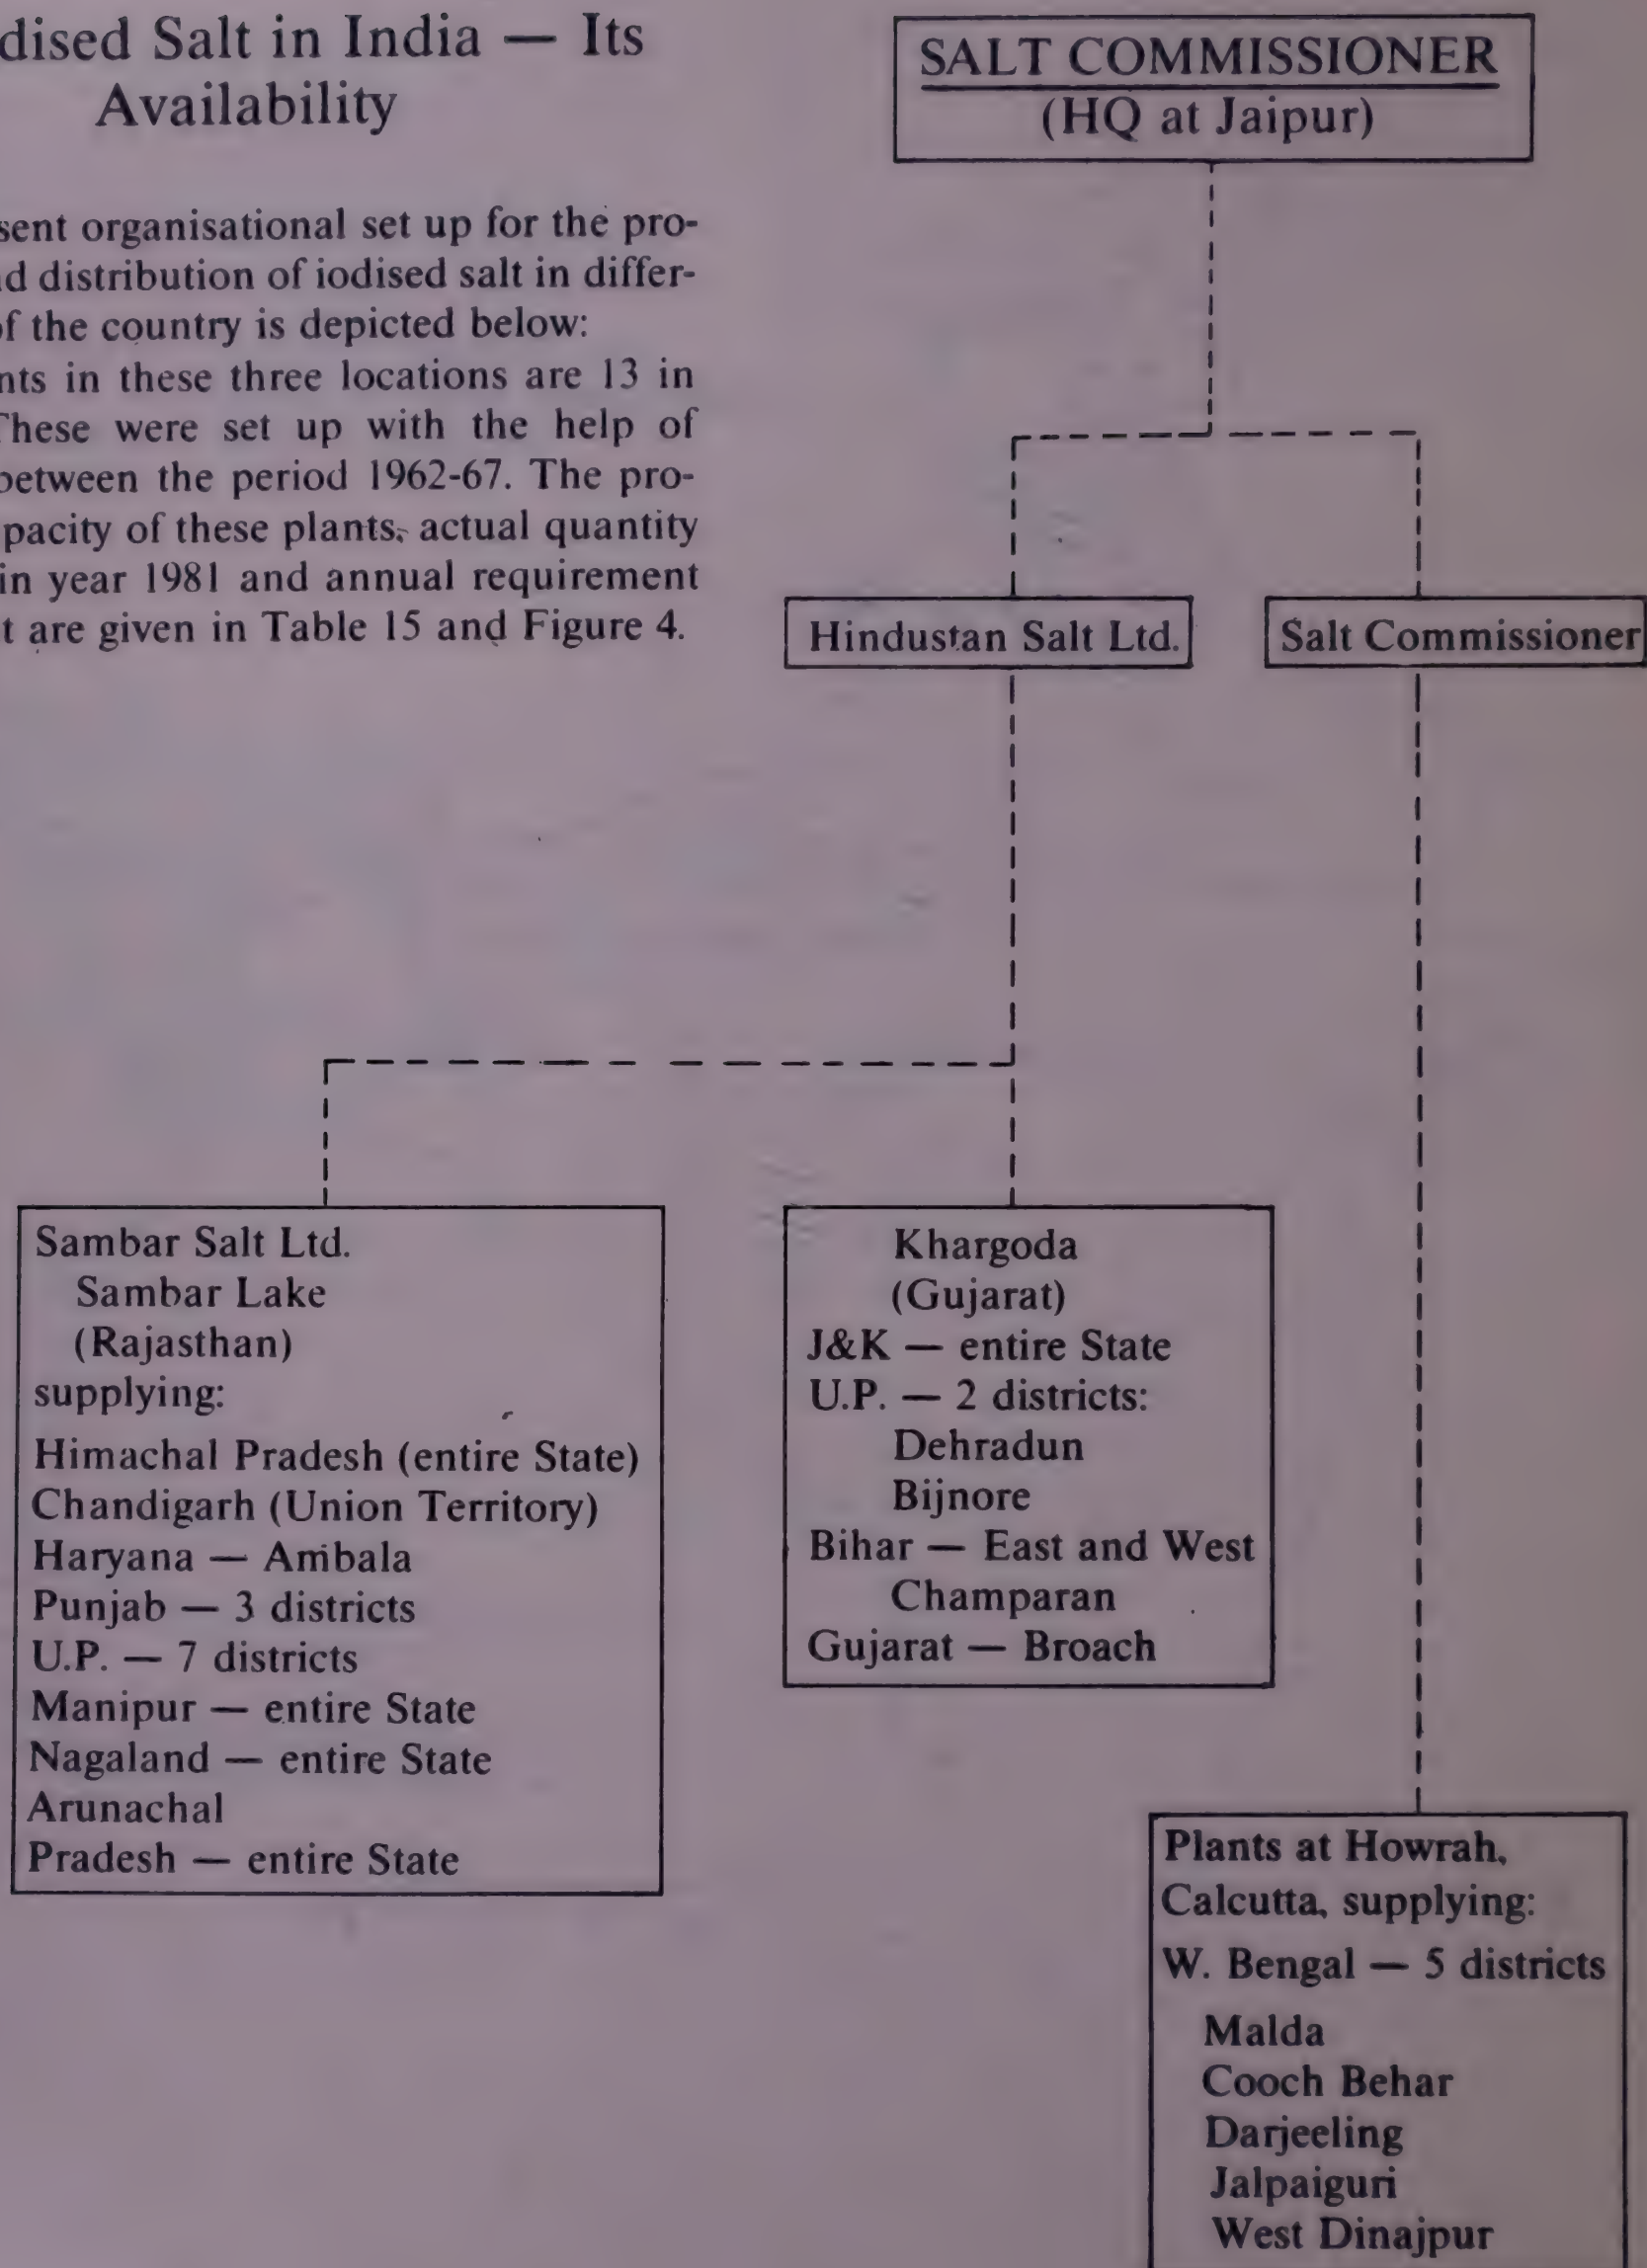 dised Salt in India — Its
Availability
sent organisational set up for the pro-
d distribution of iodised salt in differ-
of the country is depicted below:
nts in these three locations are 13 in
These were set up with the help of
between the period 1962-67. The pro-
pacity of these plants, actual quantity
in year 1981 and annual requirement
t are given in Table 15 and Figure 4.
SALT COMMISSIONER
(HQ at Jaipur)
Hindustan Salt Ltd.
Salt Commissioner
Sambar Salt Ltd.
Sambar Lake
(Rajasthan)
supplying:
Himachal Pradesh (entire State)
Chandigarh (Union Territory)
Haryana — Ambala
Punjab — 3 districts
U.P. — 7 districts
Manipur — entire State
Nagaland — entire State
Arunachal
Pradesh — entire State
Khargoda
(Gujarat)
J&K — entire State
U.P. — 2 districts:
Dehradun
Bijnore
Bihar — East and West
Champaran
Gujarat — Broach
Plants at Howrah,
Calcutta, supplying:
W. Bengal — 5 districts
Malda
Cooch Behar
Darjeeling
Jalpaiguri
West Dinajpur